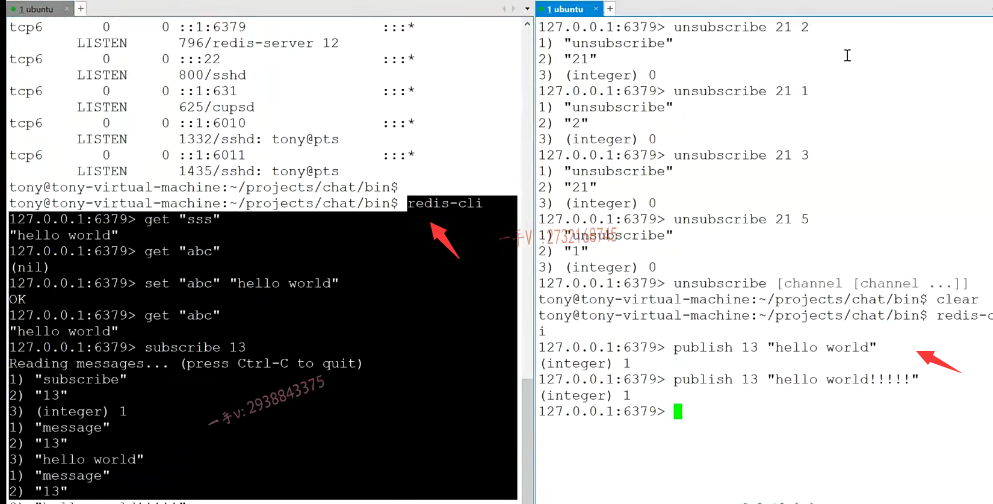 1 ubuntu
tcp6 0 0 ::1:6379 :::*
LISTEN 796/redis-server 12
tcp6 0 0 :::22 :::*
LISTEN 800/sshd
tcp6 0 0 ::1:631 :::*
LISTEN 625/cupsd
tcp6 0 0 ::1:6010 :::*
LISTEN 1332/sshd: tony@pts
tcp6 0 0 ::1:6011 :::*
LISTEN 1435/sshd: tony@pts
tony@tony-virtual-machine:~/projects/chat/bin$
tony@tony-virtual-machine:~/projects/chat/bin$ redis-cli
127.0.0.1:6379> get "sss"
"hello world"
127.0.0.1:6379> get "abc"
(nil)
127.0.0.1:6379> set "abc" "hello world"
OK
127.0.0.1:6379> get "abc"
"hello world"
127.0.0.1:6379> subscribe 13
Reading messages... (press Ctrl-C to quit)
1) "subscribe"
2) "13"
3) (integer) 1
1) "message"
2) "13"
3) "hello world"
1) "message"
2) "13"
一手v:2938843375
1 ubuntu
127.0.0.1:6379> unsubscribe 21 2
1) "unsubscribe"
2) "21"
3) (integer) 0
127.0.0.1:6379> unsubscribe 21 1
1) "unsubscribe"
2) "2"
3) (integer) 0
127.0.0.1:6379> unsubscribe 21 3
1) "unsubscribe"
2) "21"
3) (integer) 0
127.0.0.1:6379> unsubscribe 21 5
1) "unsubscribe"
2) "1"
3) (integer) 0
127.0.0.1:6379> unsubscribe [channel [channel ...]]
tony@tony-virtual-machine:~/projects/chat/bin$ clear
tony@tony-virtual-machine:~/projects/chat/bin$ redis-c
i
127.0.0.1:6379> publish 13 "hello world"
(integer) 1
127.0.0.1:6379> publish 13 "hello world!!!!!"
(integer) 1
127.0.0.1:6379>